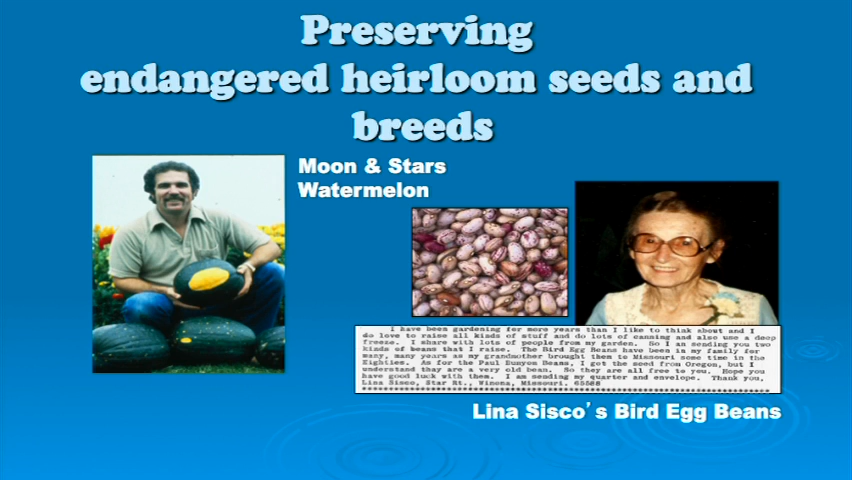 Preserving
endangered heirloom seeds and
breeds
Moon & Stars
Watermelon
I have been gardening for more years than I like to think about and I
do love to raise all kinds of stuff and do lots of canning and also use a deep
freeze. I share with lots of people from my garden. So I am sending you two
kinds of beans that I raise. The Bird Egg Beans have been in my family for
many, many years as my grandmother brought them to Missouri some time in the
Eighties. As for the Paul Bunyon Beans, I got the seed from Oregon, but I
understand they are a very old bean. So they are all free to you. Hope you
have good luck with them. I am sending my quarter and envelope. Thank you,
Lina Sisco, Star Rt., Winona, Missouri. 65588
Lina Sisco's Bird Egg Beans